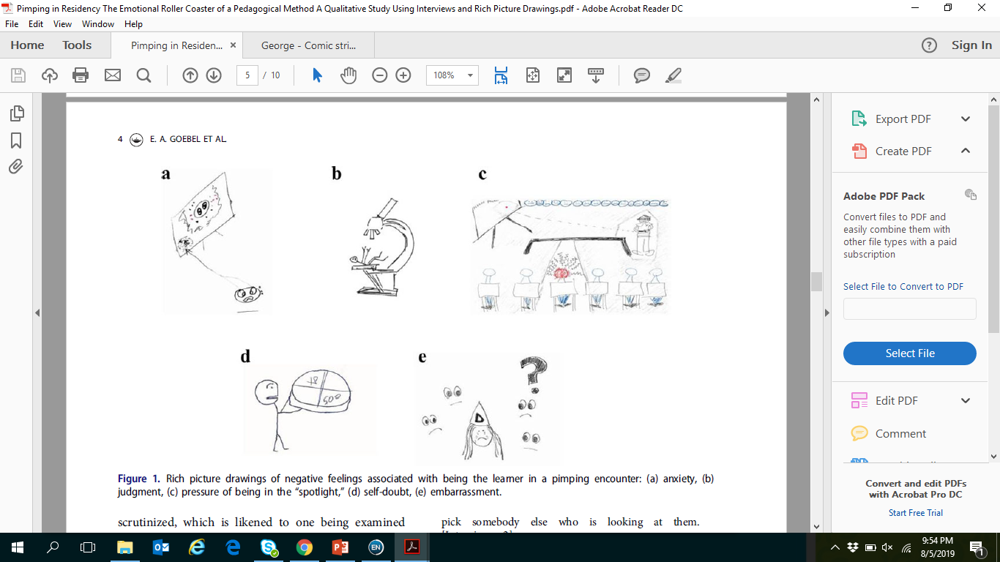 Pimping in Residency The Emotional Roller Coaster of a Pedagogical Method A Qualitative Study Using Interviews and Rich Picture Drawings.pdf - Adobe Acrobat Reader DC
File Edit View Window Help
Home Tools Pimping in Residen... × George - Comic stri... ? Sign In
5 / 10 108%
Export PDF
Create PDF
Adobe PDF Pack
Convert files to PDF and
easily combine them with
other file types with a paid
subscription
Select File to Convert to PDF
Select File
Edit PDF
Comment
Convert and edit PDFs
with Acrobat Pro DC
Start Free Trial
4 E. A. GOEBEL ET AL.
a b c
d e
18
500
?
D
Figure 1. Rich picture drawings of negative feelings associated with being the learner in a pimping encounter: (a) anxiety, (b)
judgment, (c) pressure of being in the “spotlight,” (d) self-doubt, (e) embarrassment.
scrutinized, which is likened to one being examined
pick somebody else who is looking at them.
EN
9:54 PM
8/5/2019
1